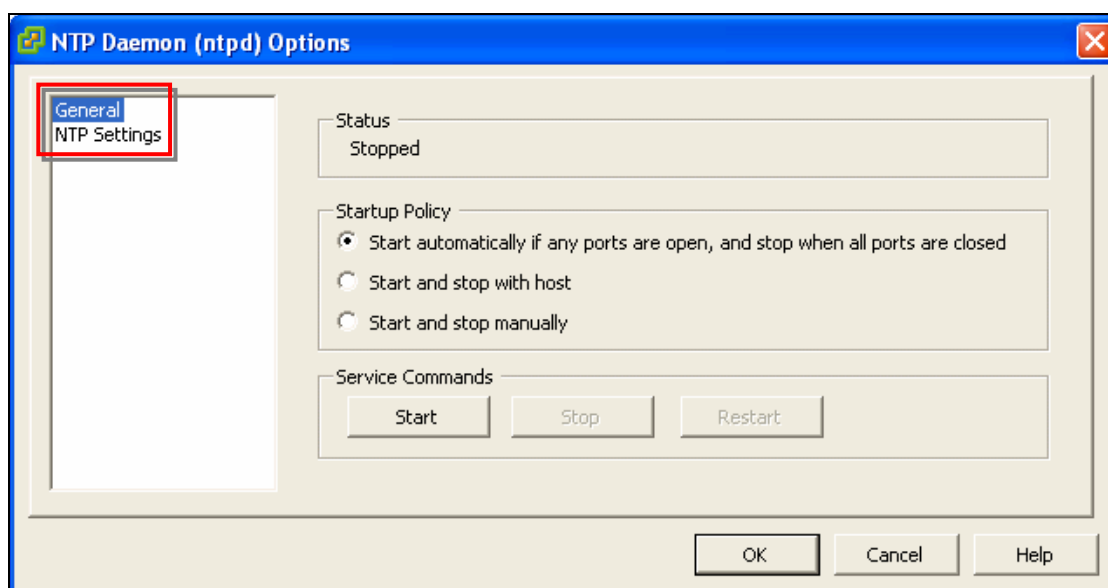 NTP Daemon (ntpd) Options
General
NTP Settings
Status
Stopped
Startup Policy
Start automatically if any ports are open, and stop when all ports are closed
Start and stop with host
Start and stop manually
Service Commands
Start
Stop
Restart
OK
Cancel
Help